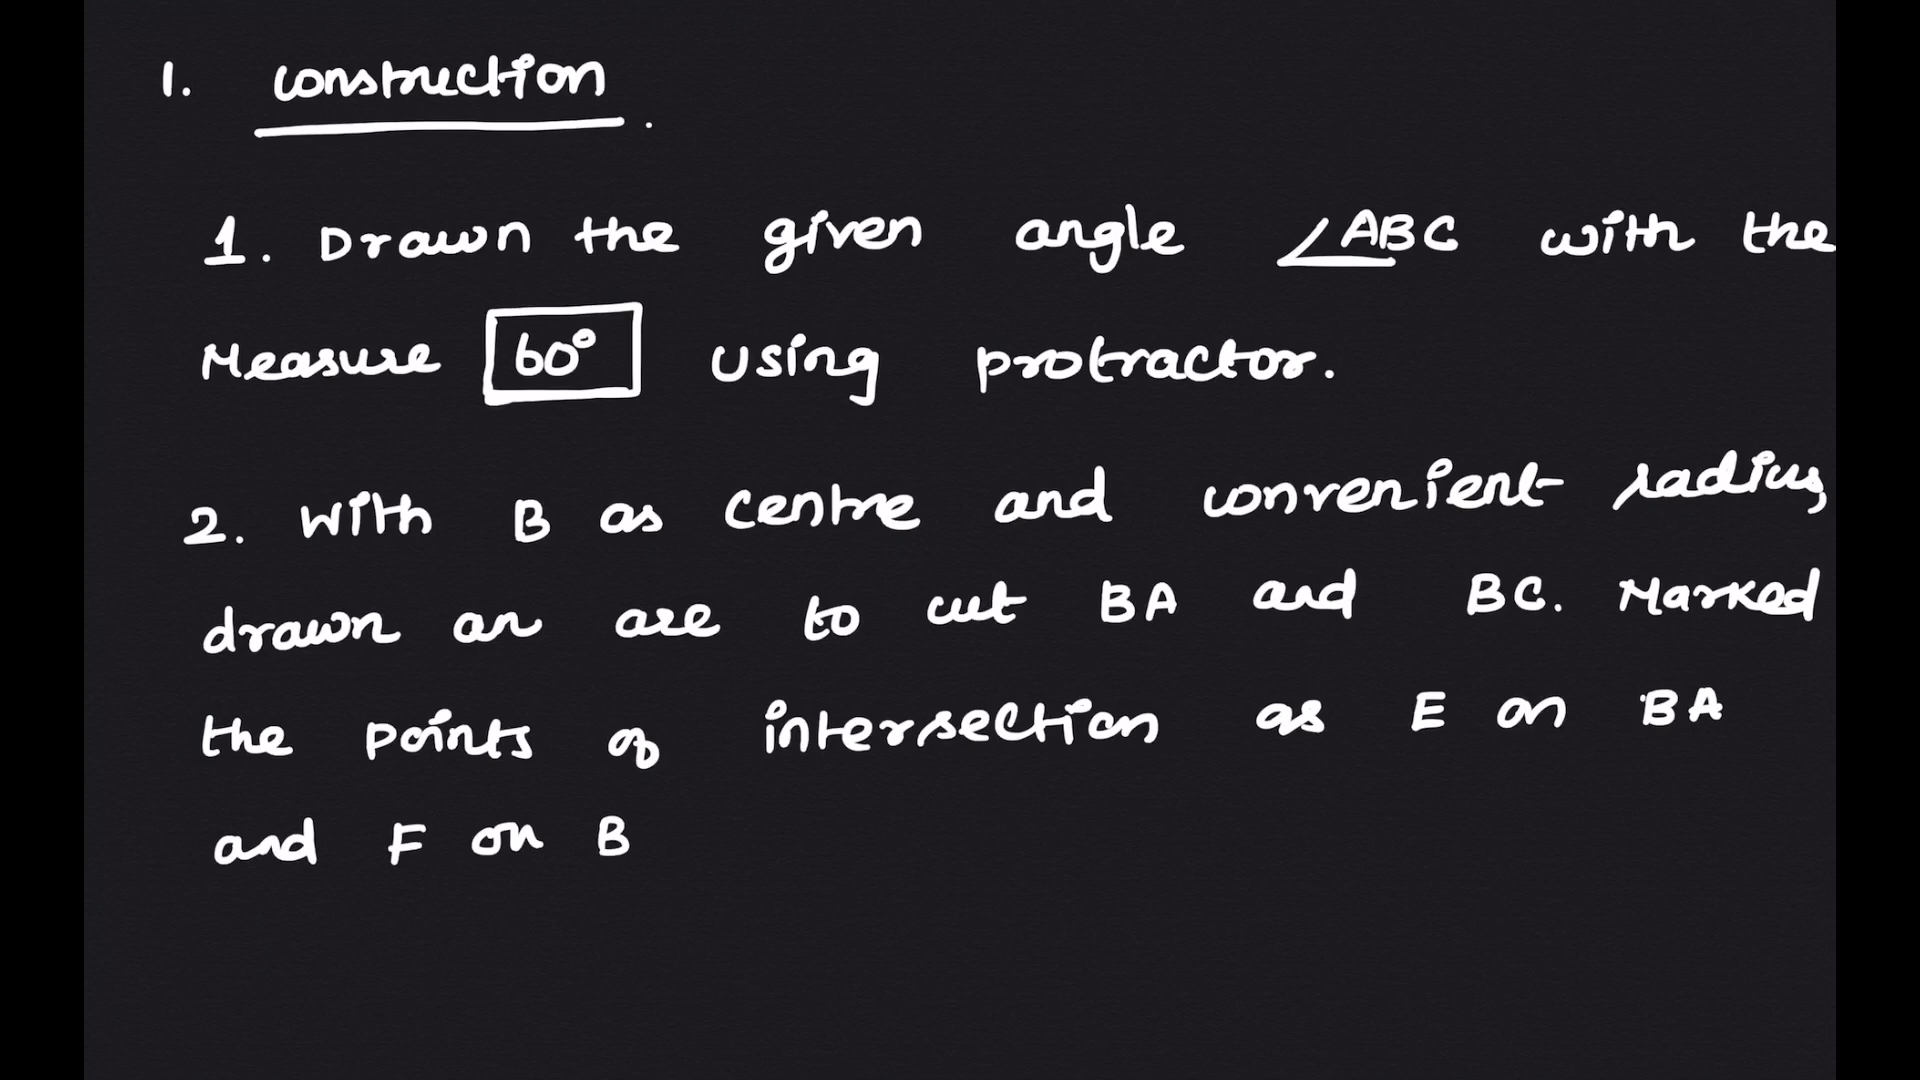 1. construction.
1. Drawn the given angle ∠ABC with the
Measure 60° using protractor.
2. With B as centre and convenient radius,
drawn an arc to cut BA and BC. Marked
the points of intersection as E on BA
and F on B